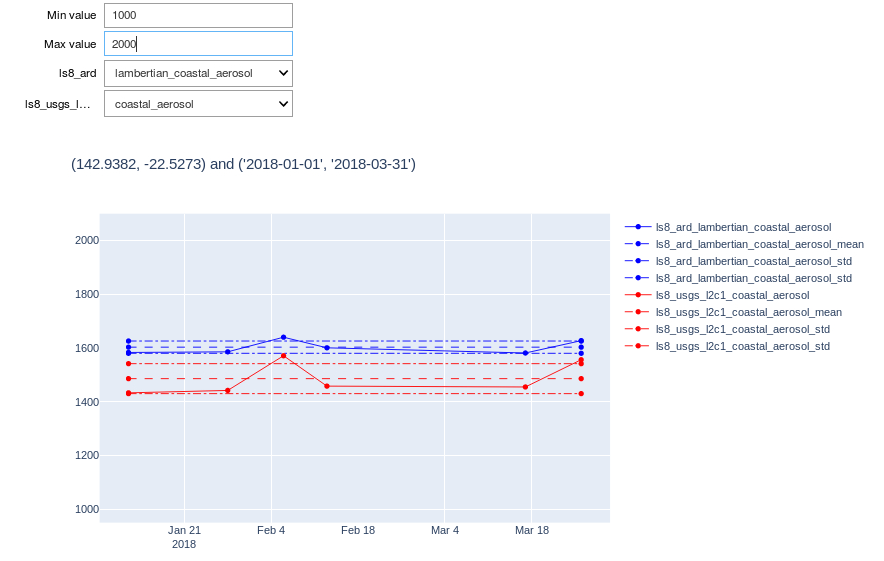 Min value 1000
Max value 2000
ls8_ard lambertian_coastal_aerosol
ls8_usgs_l… coastal_aerosol
(142.9382, -22.5273) and ('2018-01-01', '2018-03-31')
2000
1800
1600
1400
1200
1000
Jan 21
2018
Feb 4
Feb 18
Mar 4
Mar 18
ls8_ard_lambertian_coastal_aerosol
ls8_ard_lambertian_coastal_aerosol_mean
ls8_ard_lambertian_coastal_aerosol_std
ls8_ard_lambertian_coastal_aerosol_std
ls8_usgs_l2c1_coastal_aerosol
ls8_usgs_l2c1_coastal_aerosol_mean
ls8_usgs_l2c1_coastal_aerosol_std
ls8_usgs_l2c1_coastal_aerosol_std